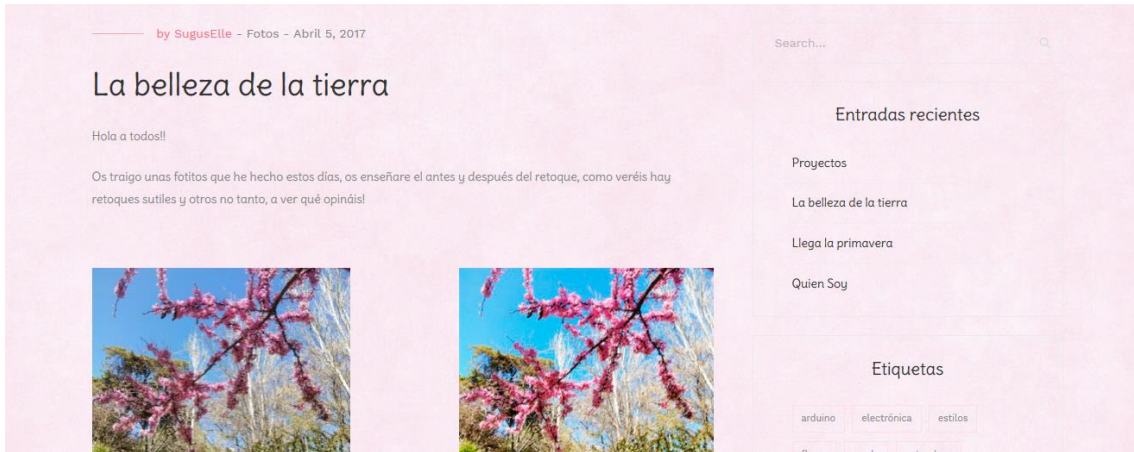 by SugusElle - Fotos - Abril 5, 2017
La belleza de la tierra
Hola a todos!!
Os traigo unas fotitos que he hecho estos días, os enseñare el antes y después del retoque, como veréis hay
retoques sutiles y otros no tanto, a ver qué opináis!
Search...
Entradas recientes
Proyectos
La belleza de la tierra
Llega la primavera
Quien Soy
Etiquetas
arduino electrónica estilos